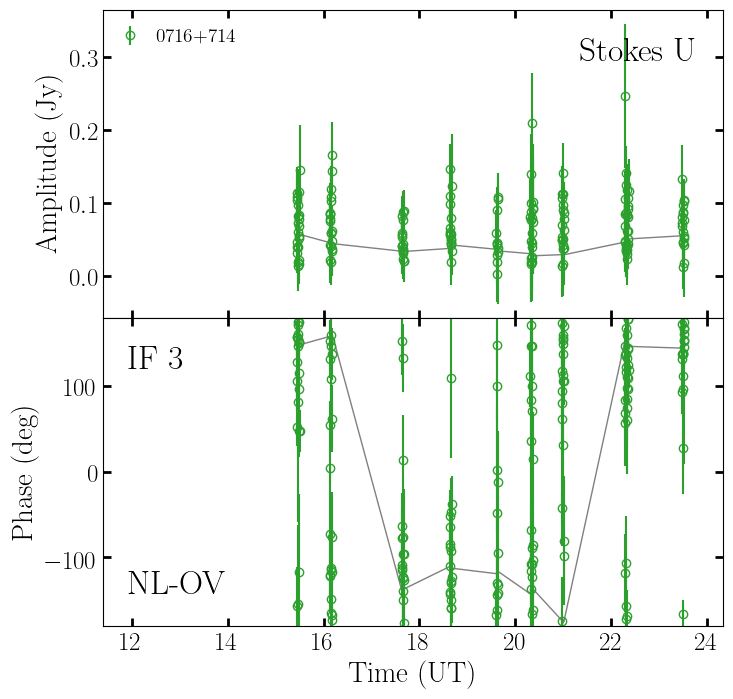 0716+714
Stokes U
0.3
0.2
0.1
0.0
Amplitude (Jy)
IF 3
100
0
−100
Phase (deg)
NL-OV
12 14 16 18 20 22 24
Time (UT)